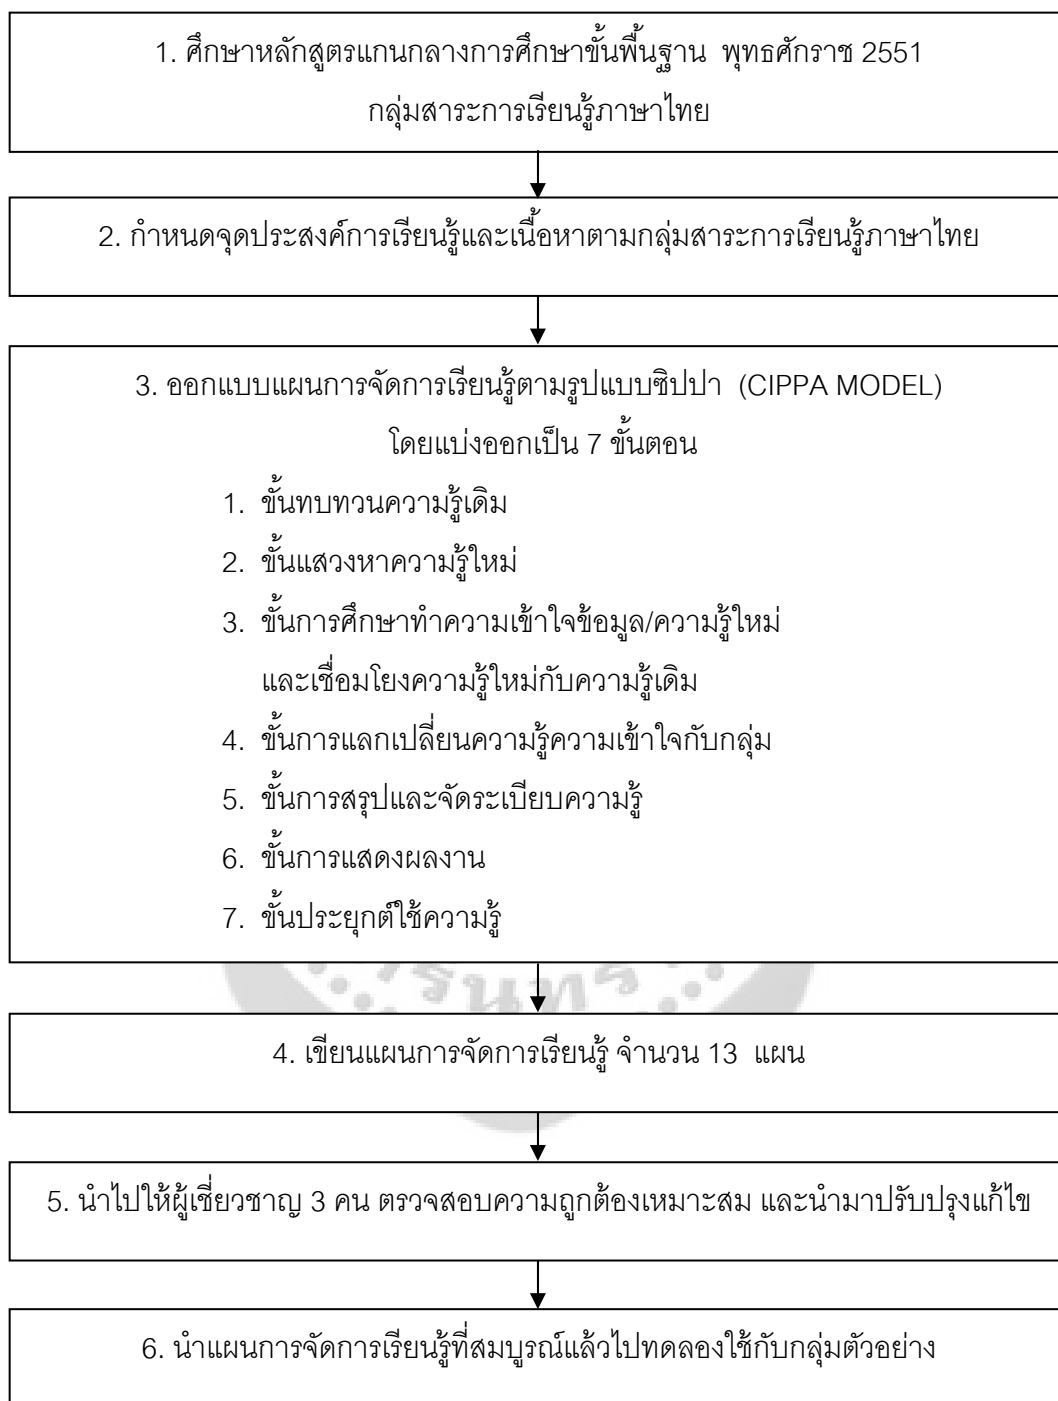 1. ศึกษาหลักสูตรแกนกลางการศึกษาขั้นพื้นฐาน พุทธศักราช 2551
กลุ่มสาระการเรียนรู้ภาษาไทย
2. กำหนดจุดประสงค์การเรียนรู้และเนื้อหาตามกลุ่มสาระการเรียนรู้ภาษาไทย
3. ออกแบบแผนการจัดการเรียนรู้ตามรูปแบบซิปปา (CIPPA MODEL)
โดยแบ่งออกเป็น 7 ขั้นตอน
1. ขั้นทบทวนความรู้เดิม
2. ขั้นแสวงหาความรู้ใหม่
3. ขั้นการศึกษาทำความเข้าใจข้อมูล/ความรู้ใหม่
และเชื่อมโยงความรู้ใหม่กับความรู้เดิม
4. ขั้นการแลกเปลี่ยนความรู้ความเข้าใจกับกลุ่ม
5. ขั้นการสรุปและจัดระเบียบความรู้
6. ขั้นการแสดงผลงาน
7. ขั้นประยุกต์ใช้ความรู้
4. เขียนแผนการจัดการเรียนรู้ จำนวน 13 แผน
5. นำไปให้ผู้เชี่ยวชาญ 3 คน ตรวจสอบความถูกต้องเหมาะสม และนำมาปรับปรุงแก้ไข
6. นำแผนการจัดการเรียนรู้ที่สมบูรณ์แล้วไปทดลองใช้กับกลุ่มตัวอย่าง